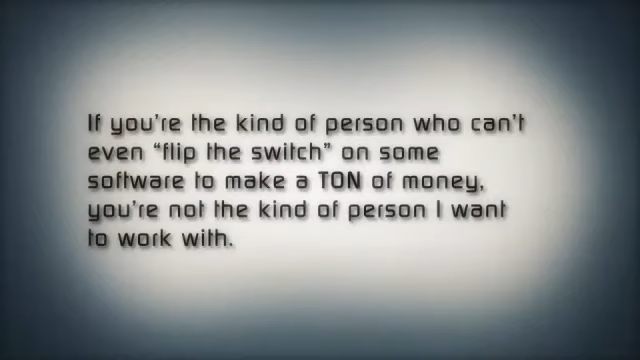 If you're the kind of person who can't
even “flip the switch” on some
software to make a TON of money,
you're not the kind of person I want
to work with.